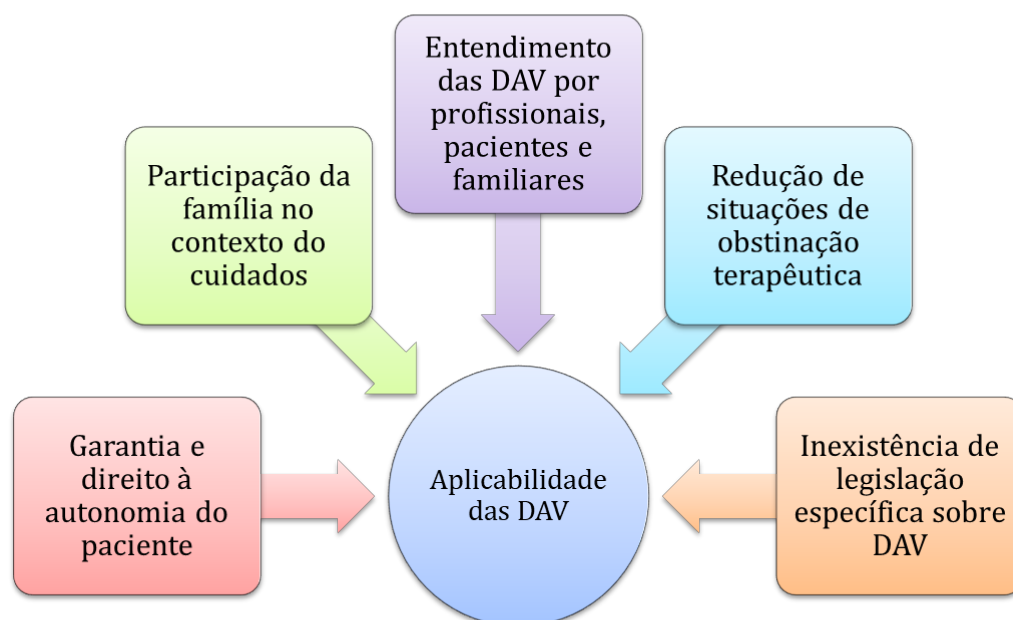 Entendimento
das DAV por
profissionais,
pacientes e
familiares
Participação da
família no
contexto do
cuidados
Redução de
situações de
obstinação
terapêutica
Garantia e
direito à
autonomia do
paciente
Aplicabilidade
das DAV
Inexistência de
legislação
específica sobre
DAV